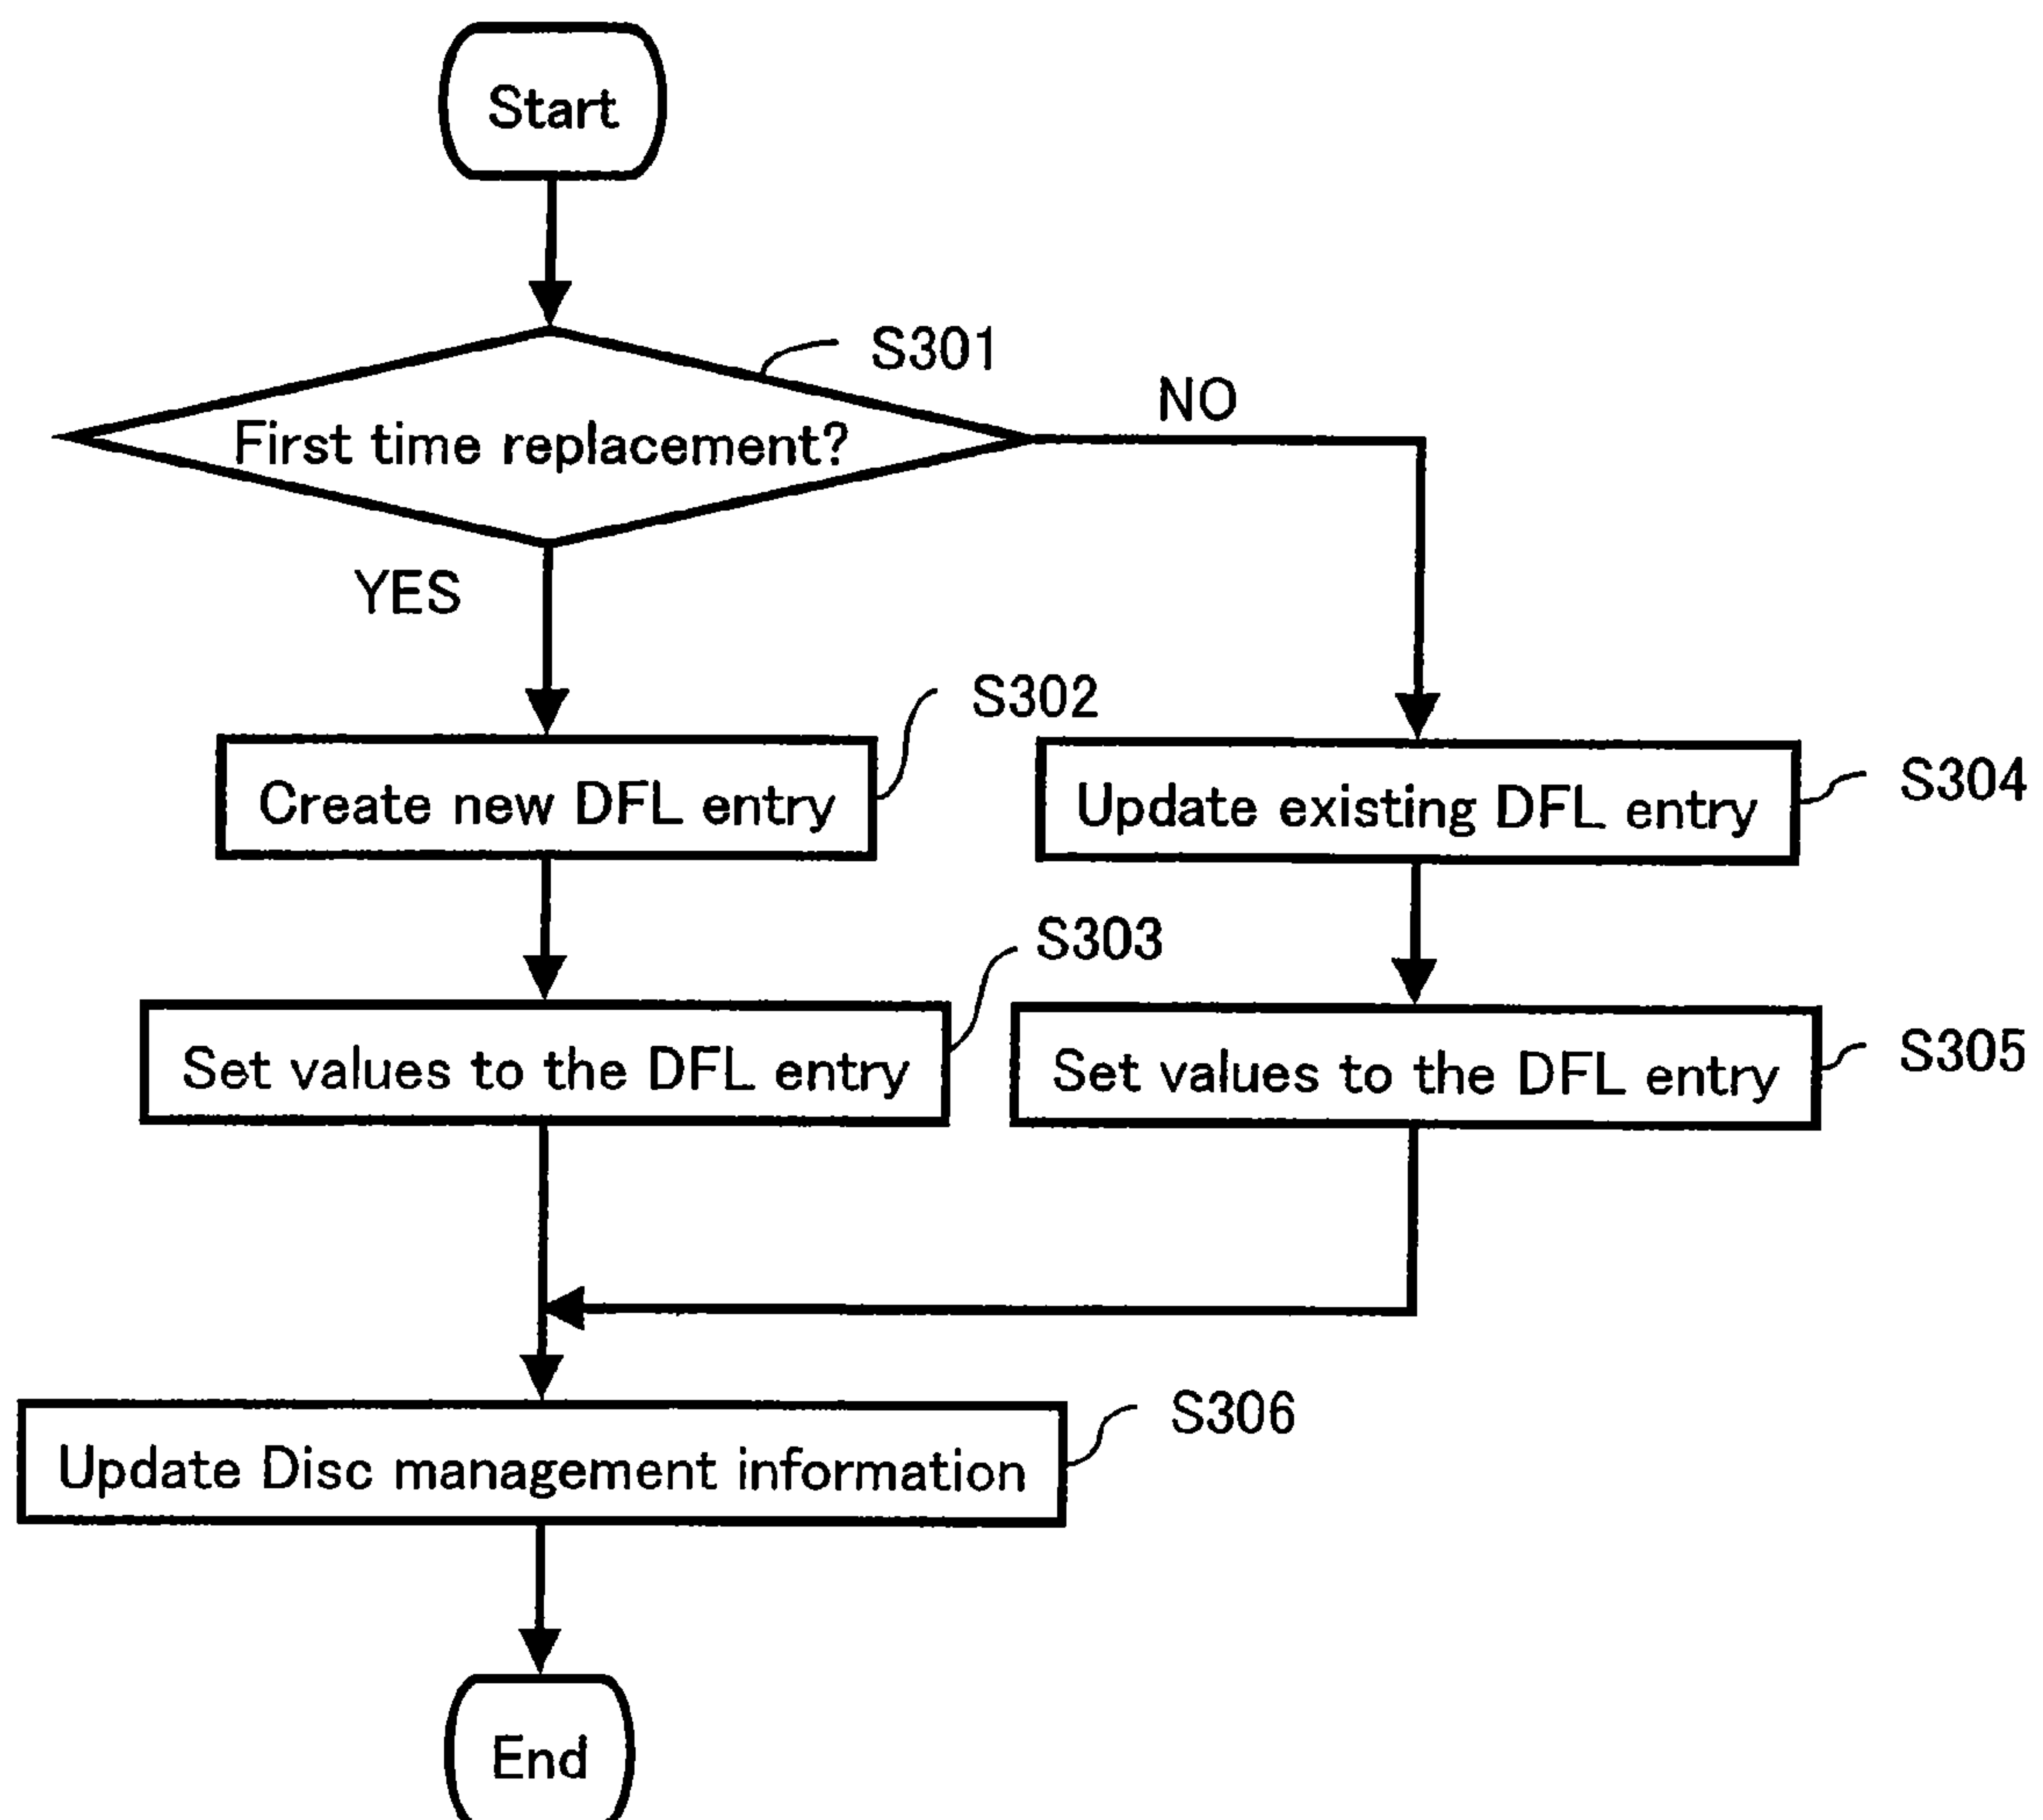 Start
S301
First time replacement?
NO
YES
S302
Create new DFL entry
Update existing DFL entry
S304
S303
Set values to the DFL entry
Set values to the DFL entry
S305
S306
Update Disc management information
End